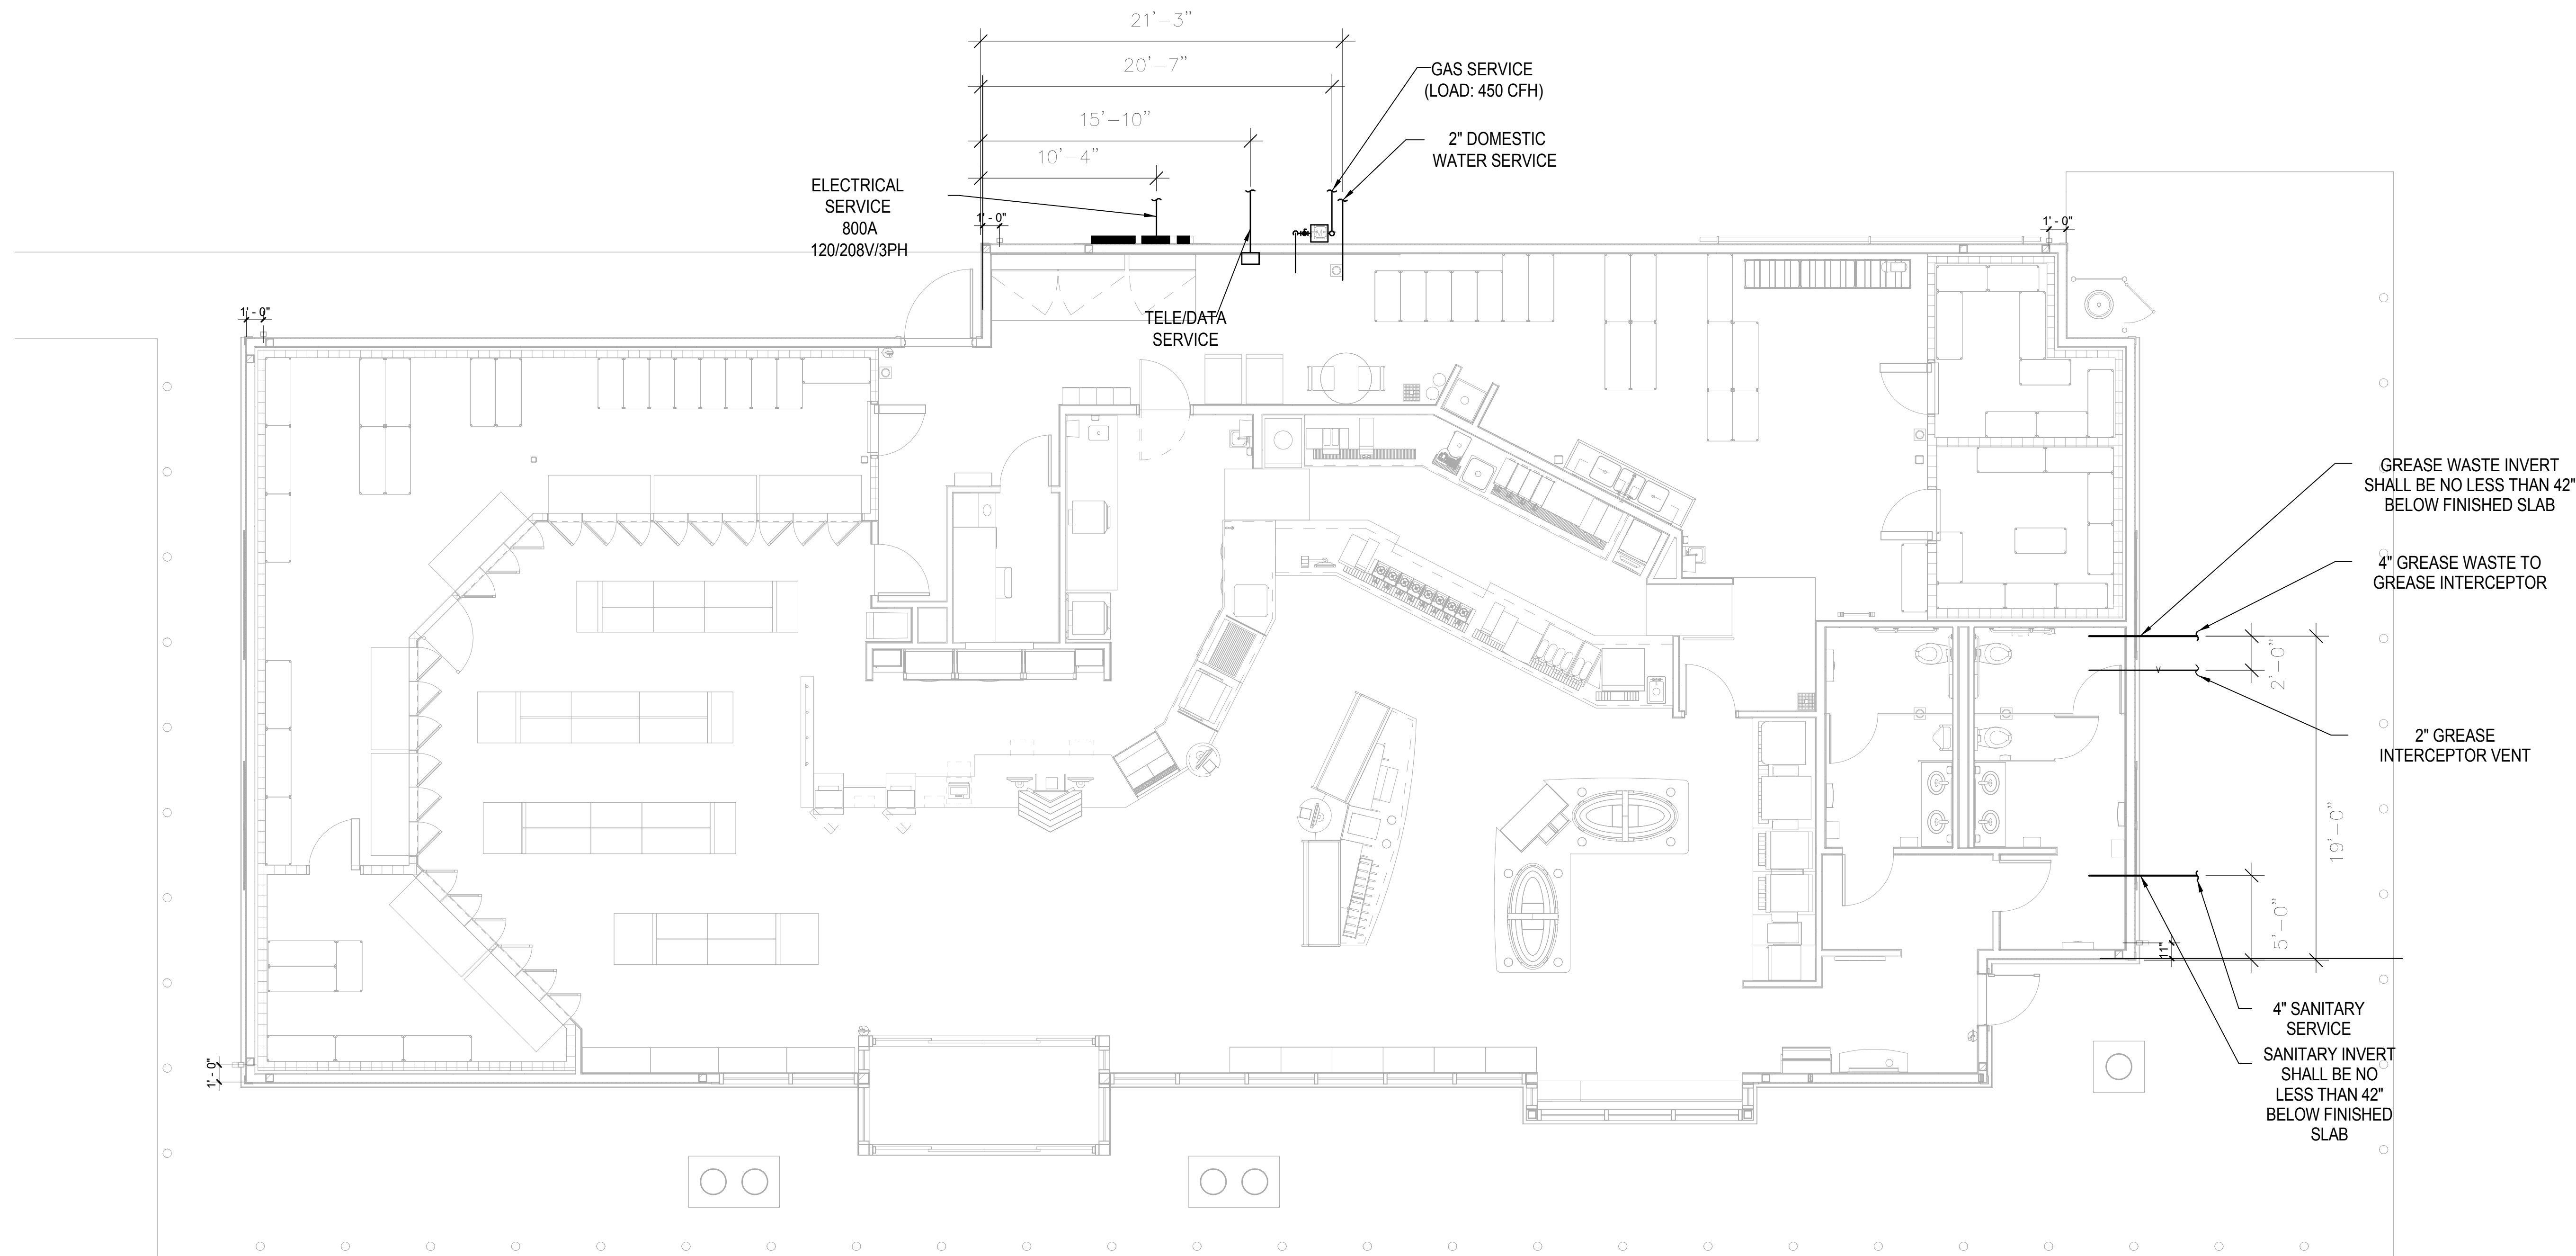 21'-3"
20'-7"
GAS SERVICE
(LOAD: 450 CFH)
15'-10"
2" DOMESTIC
WATER SERVICE
10'-4"
ELECTRICAL
SERVICE
800A
120/208V/3PH
1' - 0"
1' - 0"
1' - 0"
TELE/DATA
SERVICE
GREASE WASTE INVERT
SHALL BE NO LESS THAN 42"
BELOW FINISHED SLAB
4" GREASE WASTE TO
GREASE INTERCEPTOR
2'-0"
V
2" GREASE
INTERCEPTOR VENT
19'-0"
5'-0"
11"
4" SANITARY
SERVICE
SANITARY INVERT
SHALL BE NO
LESS THAN 42"
BELOW FINISHED
SLAB
1' - 0"